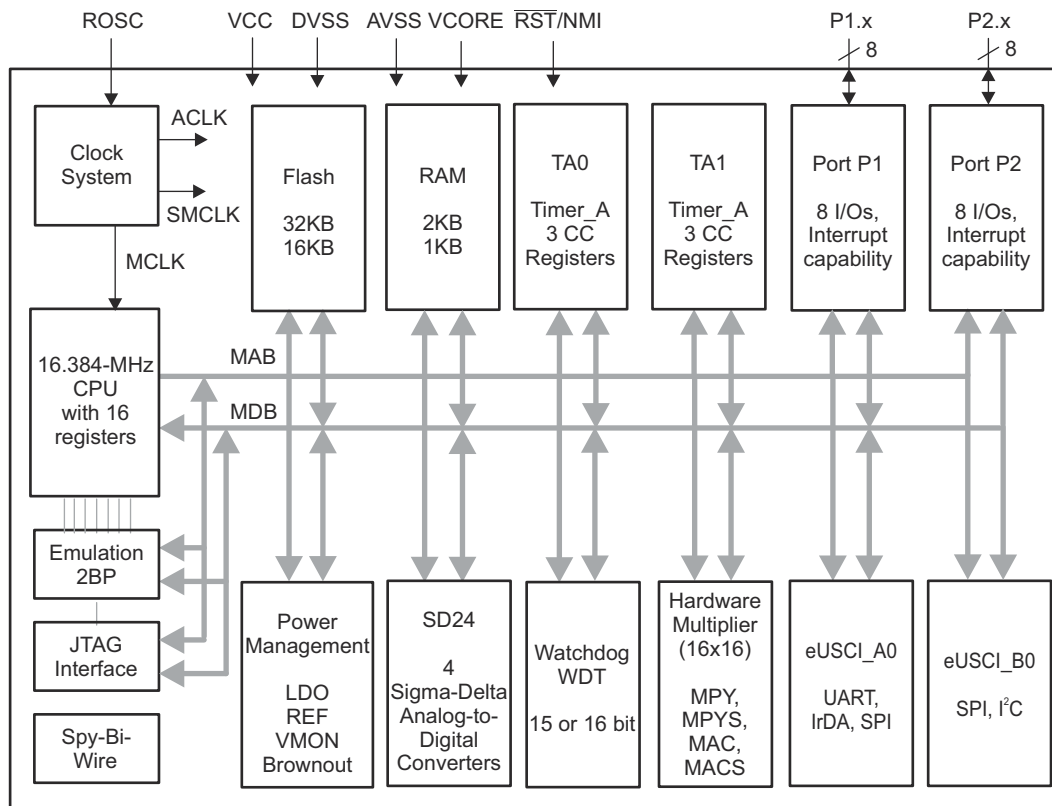 ROSC
VCC
DVSS
AVSS
VCORE
RST/NMI
P1.x
P2.x
8
8
Clock
System
ACLK
SMCLK
MCLK
Flash
32KB
16KB
RAM
2KB
1KB
TA0
Timer_A
3 CC
Registers
TA1
Timer_A
3 CC
Registers
Port P1
8 I/Os,
Interrupt
capability
Port P2
8 I/Os,
Interrupt
capability
16.384-MHz
CPU
with 16
registers
MAB
MDB
Emulation
2BP
JTAG
Interface
Spy-Bi-
Wire
Power
Management
LDO
REF
VMON
Brownout
SD24
4
Sigma-Delta
Analog-to-
Digital
Converters
Watchdog
WDT
15 or 16 bit
Hardware
Multiplier
(16x16)
MPY,
MPYS,
MAC,
MACS
eUSCI_A0
UART,
IrDA, SPI
eUSCI_B0
SPI, I²C